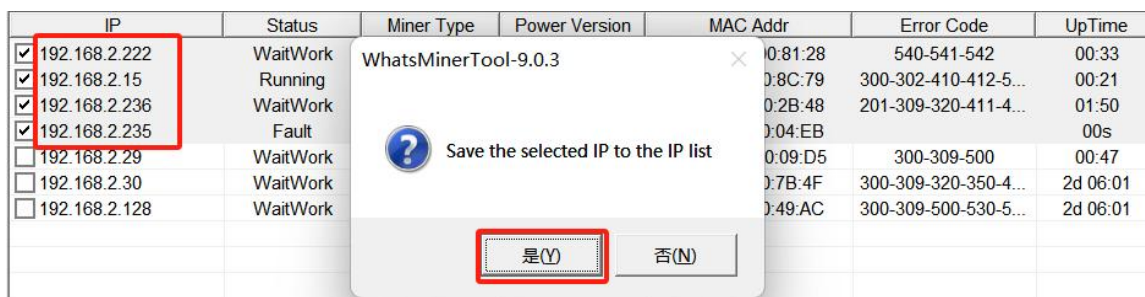 IP Status Miner Type Power Version MAC Addr Error Code UpTime
192.168.2.222 WaitWork 0:81:28 540-541-542 00:33
192.168.2.15 Running :8C:79 300-302-410-412-5... 00:21
192.168.2.236 WaitWork 0:2B:48 201-309-320-411-4... 01:50
192.168.2.235 Fault :04:EB 00s
192.168.2.29 WaitWork 0:09:D5 300-309-500 00:47
192.168.2.30 WaitWork :7B:4F 300-309-320-350-4... 2d 06:01
192.168.2.128 WaitWork :49:AC 300-309-500-530-5... 2d 06:01
WhatsMinerTool-9.0.3
Save the selected IP to the IP list
是(Y) 否(N)